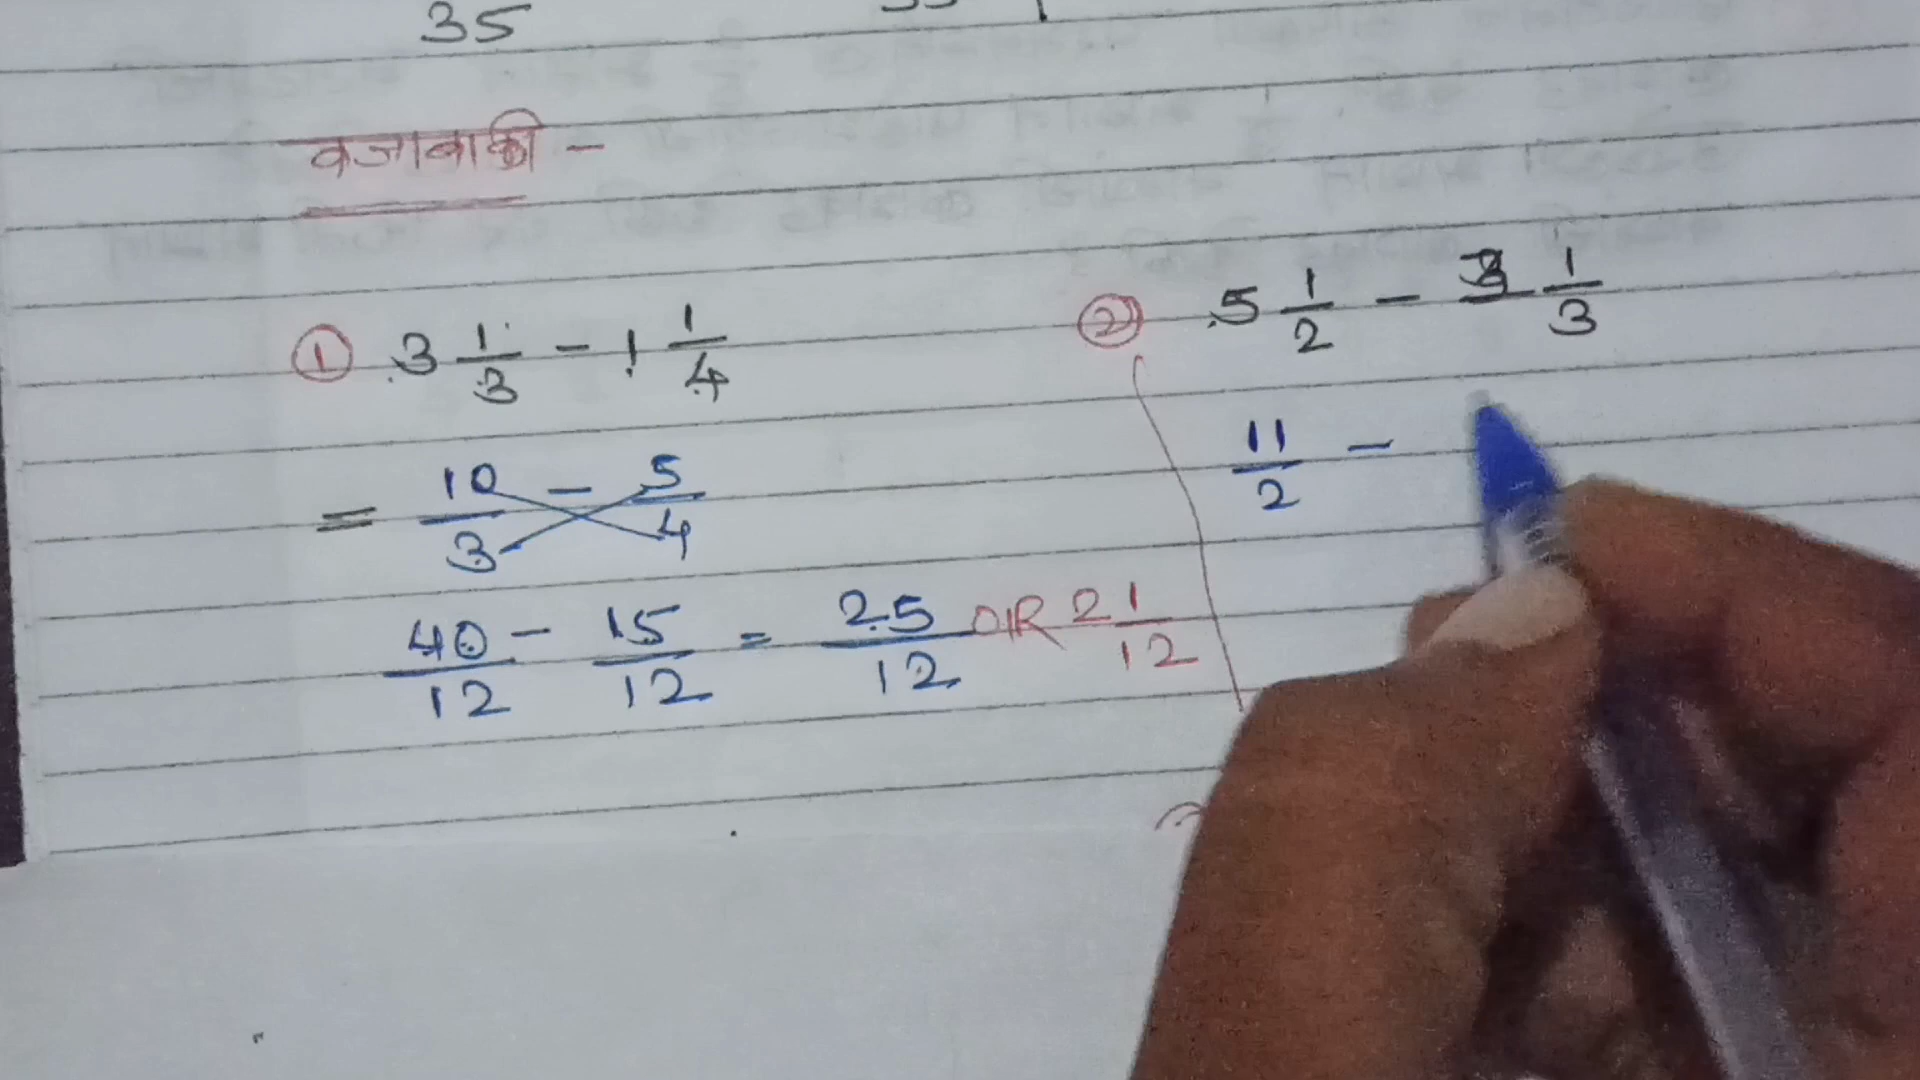 35
वजाबाकी -
① 3 1/3 - 1 1/4
= 10/3 - 5/4
40/12 - 15/12 = 25/12 OR 2 1/12
② 5 1/2 - 3 1/3
11/2 -